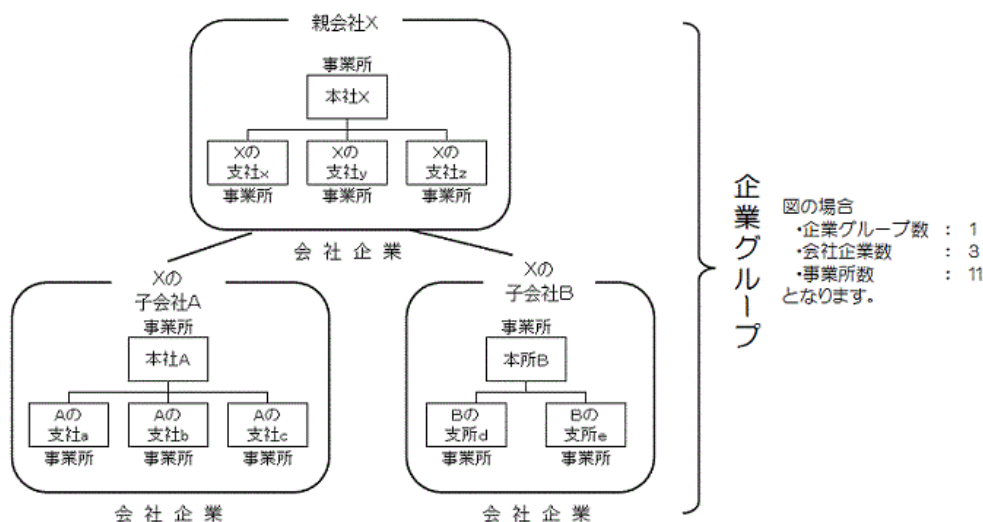 親会社X
事業所
本社X
Xの
支社x
Xの
支社y
Xの
支社z
事業所
事業所
事業所
会社企業
Xの
子会社A
事業所
本社A
Aの
支社a
Aの
支社b
Aの
支社c
事業所
事業所
事業所
会社企業
Xの
子会社B
事業所
本所B
Bの
支所d
Bの
支所e
事業所
事業所
会社企業
企業グループ
図の場合
・企業グループ数 : 1
・会社企業数 : 3
・事業所数 : 11
となります。